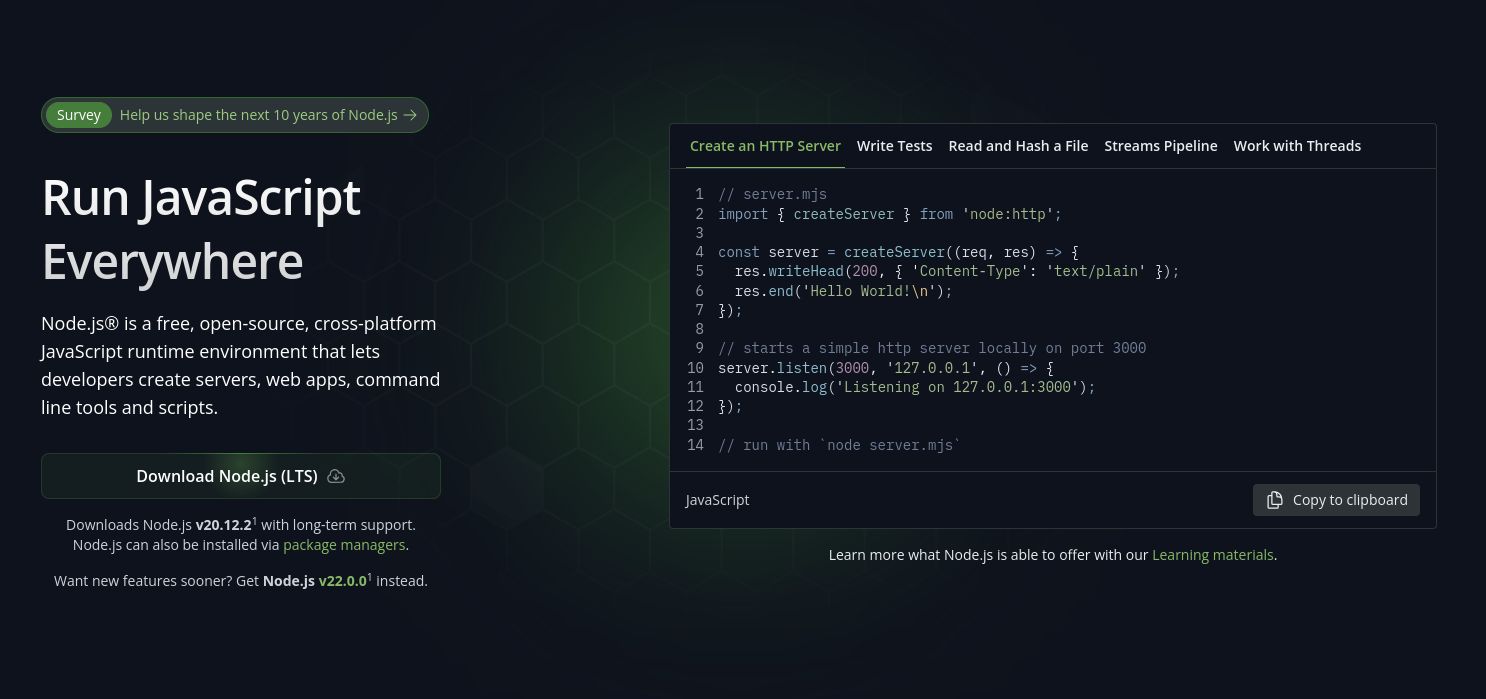 Survey Help us shape the next 10 years of Node.js →
Run JavaScript
Everywhere
Node.js® is a free, open-source, cross-platform
JavaScript runtime environment that lets
developers create servers, web apps, command
line tools and scripts.
Download Node.js (LTS)
Downloads Node.js v20.12.2¹ with long-term support.
Node.js can also be installed via package managers.
Want new features sooner? Get Node.js v22.0.0¹ instead.
Create an HTTP Server Write Tests Read and Hash a File Streams Pipeline Work with Threads
1 // server.mjs
2 import { createServer } from 'node:http';
3
4 const server = createServer((req, res) => {
5   res.writeHead(200, { 'Content-Type': 'text/plain' });
6   res.end('Hello World!\n');
7 });
8
9 // starts a simple http server locally on port 3000
10 server.listen(3000, '127.0.0.1', () => {
11   console.log('Listening on 127.0.0.1:3000');
12 });
13
14 // run with `node server.mjs`
JavaScript Copy to clipboard
Learn more what Node.js is able to offer with our Learning materials.